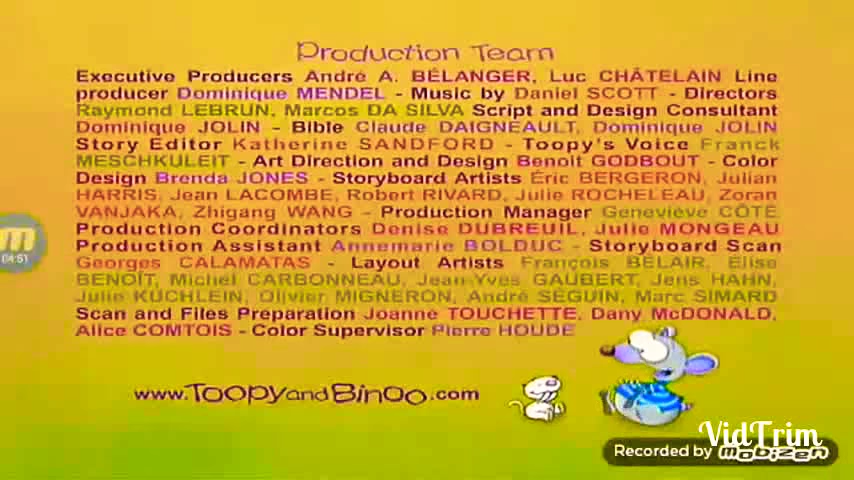 Production Team
Executive Producers André A. BÉLANGER, Luc CHÂTELAIN Line
producer Dominique MENDEL - Music by Daniel SCOTT - Directors
Raymond LEBRUN, Marcos DA SILVA Script and Design Consultant
Dominique JOLIN - Bible Claude DAIGNEAULT, Dominique JOLIN
Story Editor Katherine SANDFORD - Toopy's Voice Franck
MESCHKULEIT - Art Direction and Design Benoit GODBOUT - Color
Design Brenda JONES - Storyboard Artists Éric BERGERON, Julian
HARRIS, Jean LACOMBE, Robert RIVARD, Julie ROCHELEAU, Zoran
VANJAKA, Zhigang WANG - Production Manager Geneviève CÔTÉ
Production Coordinators Denise DUBREUIL, Julie MONGEAU
Production Assistant Annemarie BOLDUC - Storyboard Scan
Georges CALAMATAS - Layout Artists François BÉLAIR, Élise
BENOÎT, Michel CARBONNEAU, Jean-Yves GAUBERT, Jens HAHN,
Julie KÜCHLEIN, Olivier MIGNERON, André SÉGUIN, Marc SIMARD
Scan and Files Preparation Joanne TOUCHETTE, Dany McDONALD,
Alice COMTOIS - Color Supervisor Pierre HOUDE
www.ToopyandBinoo.com
04:51
VidTrim
Recorded by mobizen